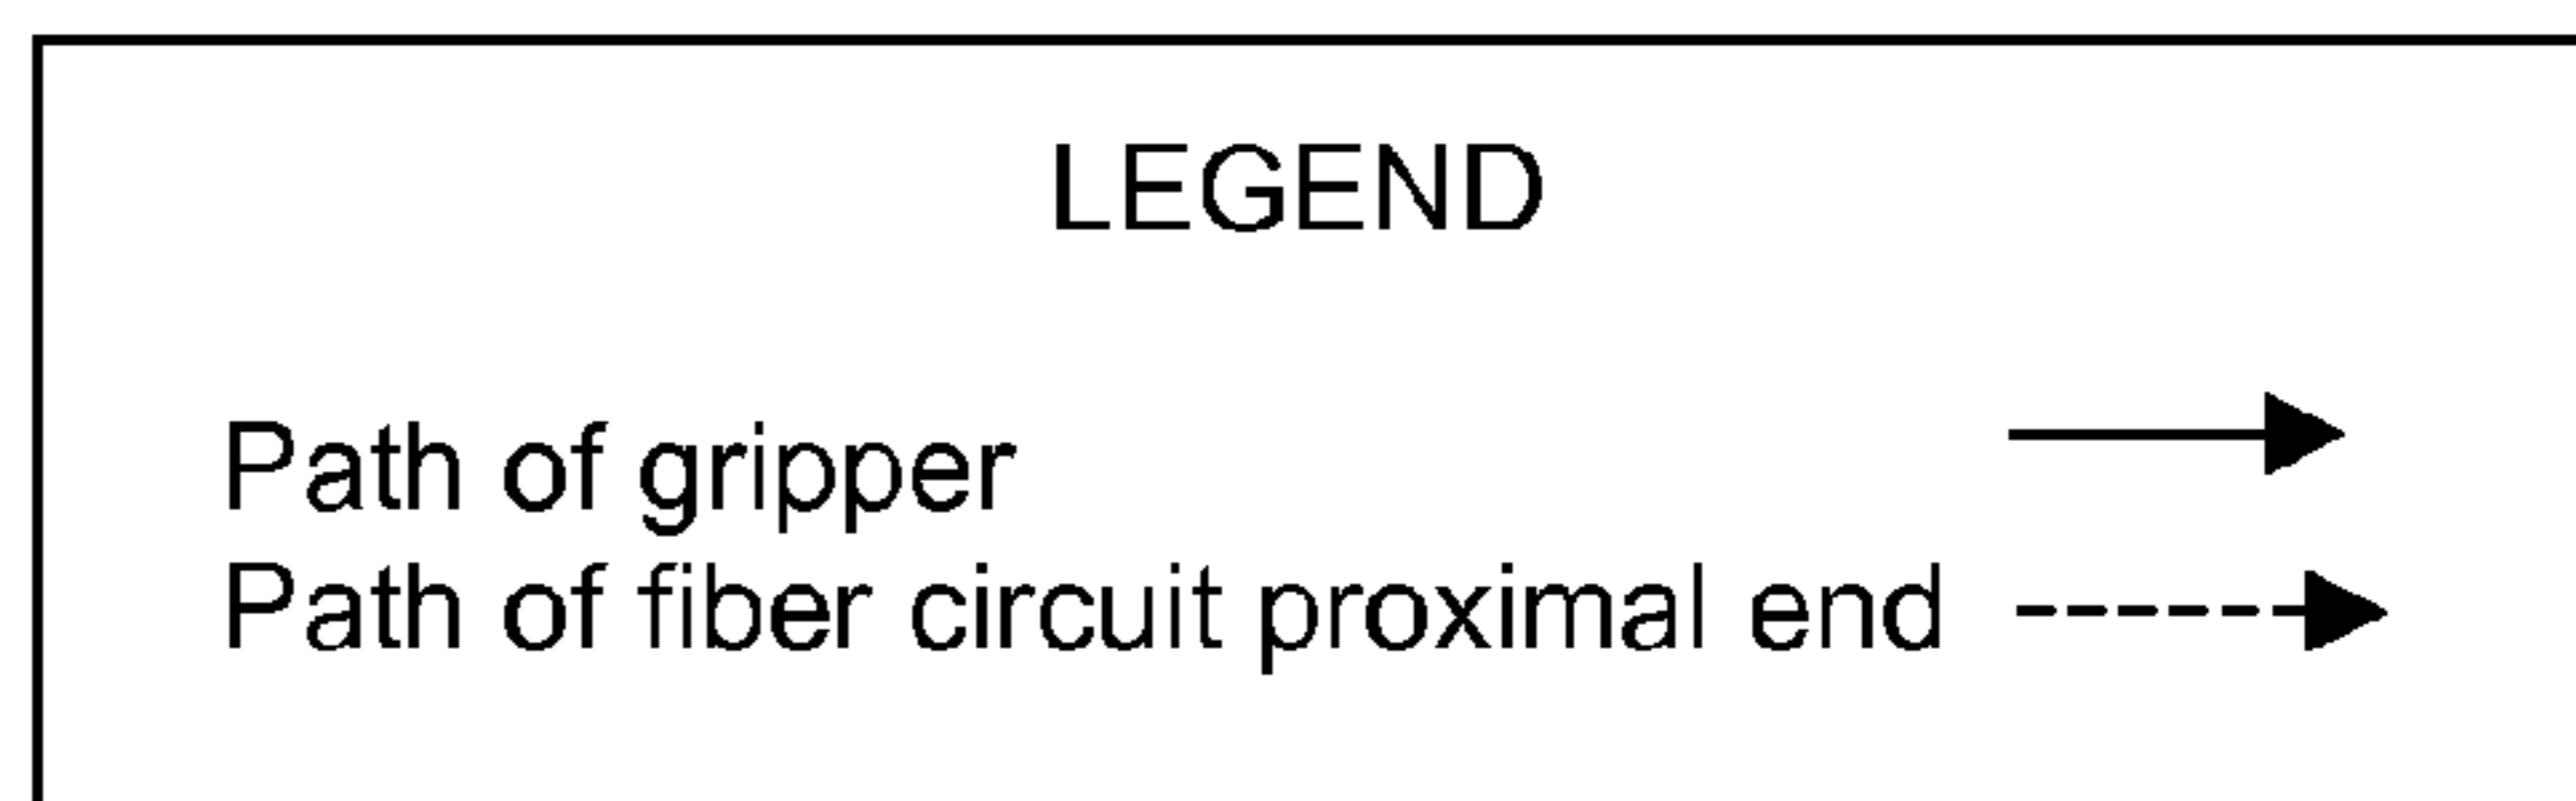 LEGEND
Path of gripper
Path of fiber circuit proximal end